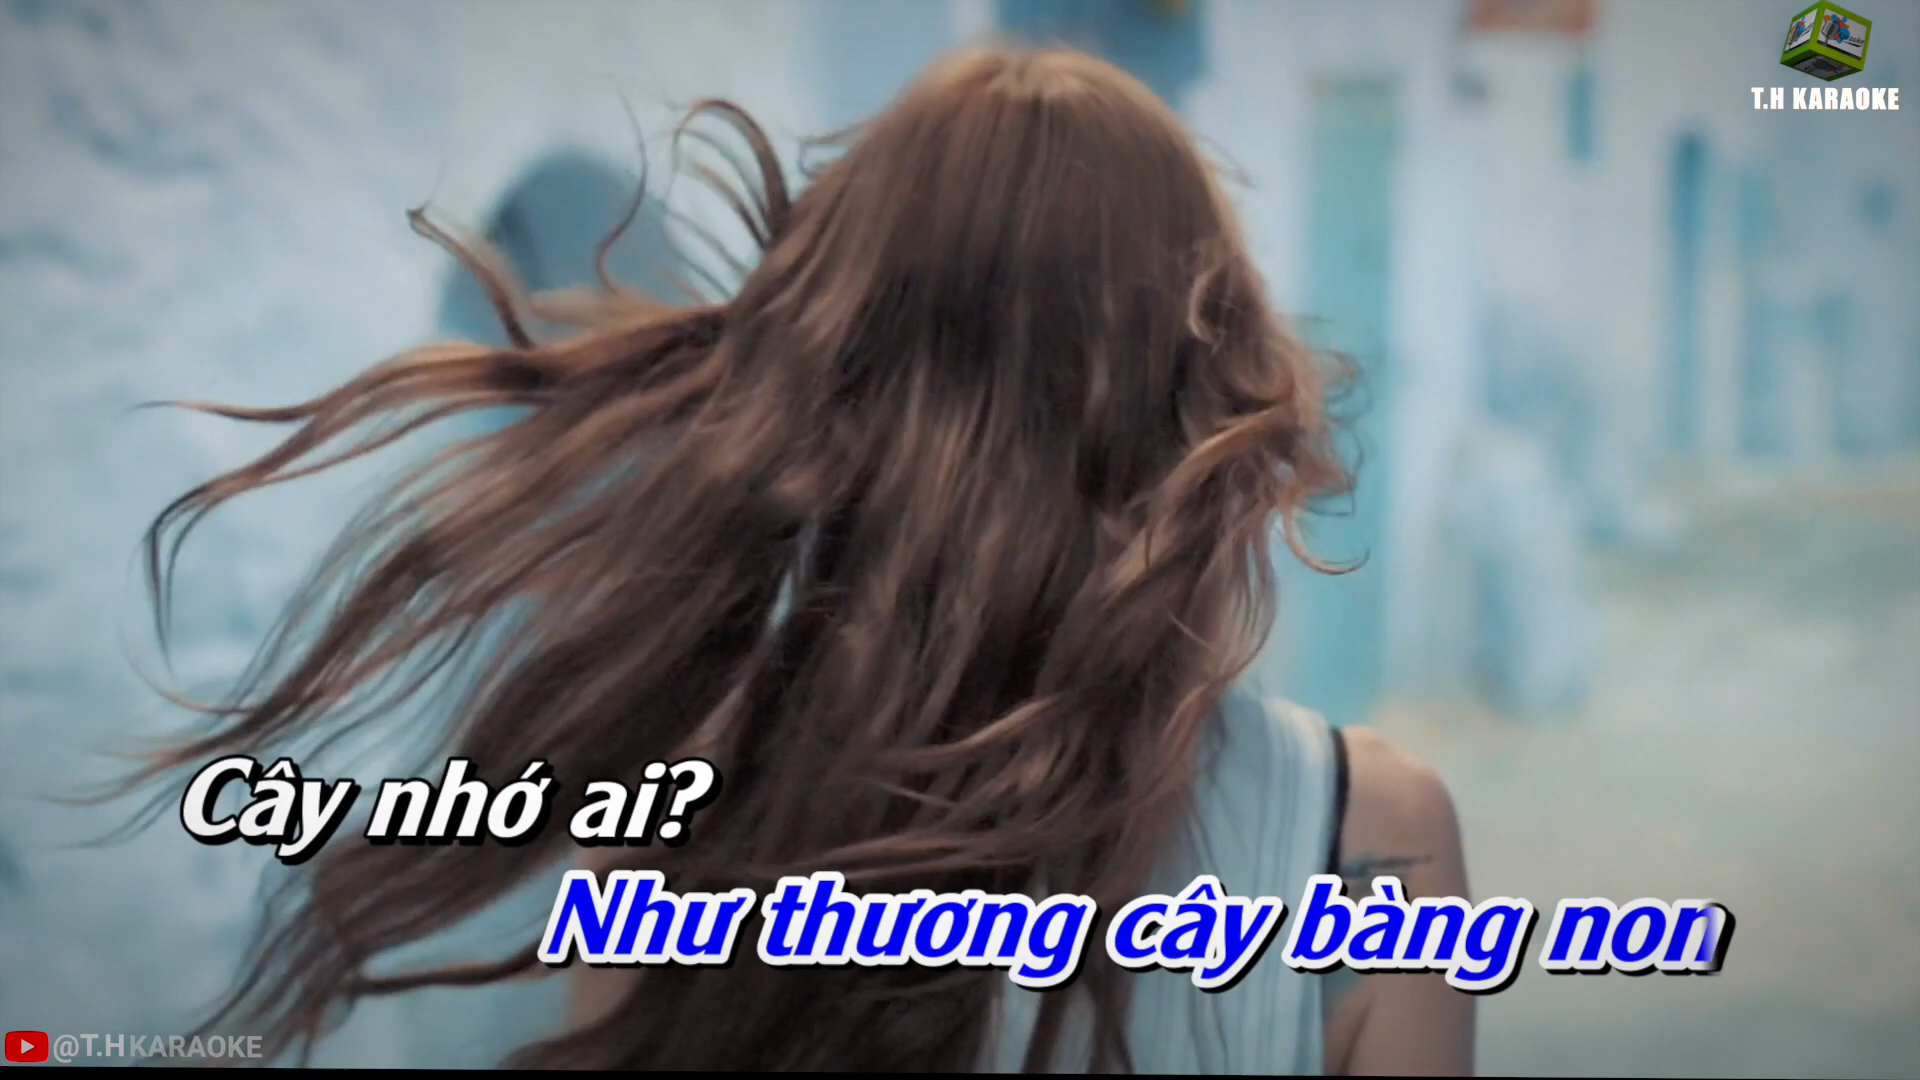 T.H KARAOKE
Cây nhớ ai?
Như thương cây bàng non
@T.H KARAOKE